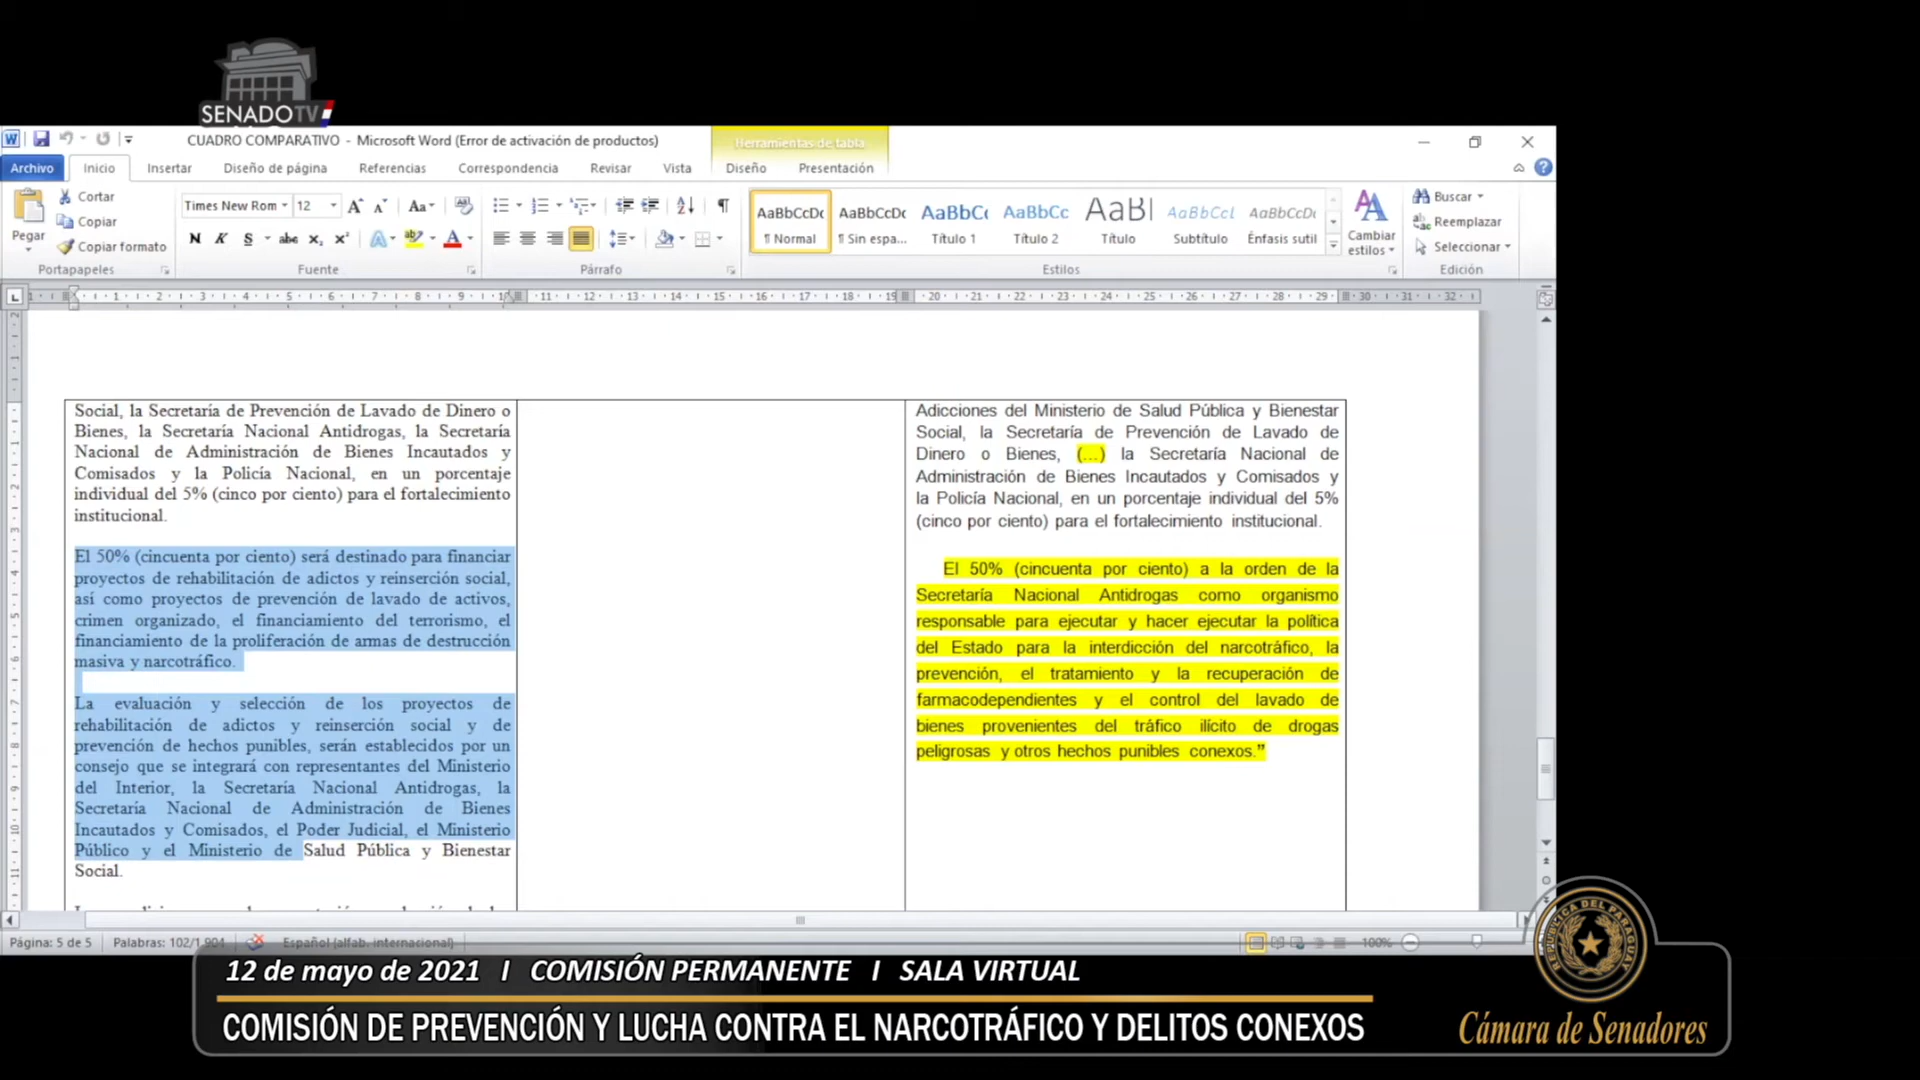 SENADOTV
CUADRO COMPARATIVO - Microsoft Word (Error de activación de productos)
Herramientas de tabla
Archivo Inicio Insertar Diseño de página Referencias Correspondencia Revisar Vista Diseño Presentación
Pegar
Cortar
Copiar
Copiar formato
Portapapeles
Times New Rom 12
Fuente
Párrafo
AaBbCcDc AaBbCcDc AaBbC( AaBbCc AaB AaBbCcL AaBbCcDc
¶ Normal ¶ Sin espa... Título 1 Título 2 Título Subtítulo Énfasis sutil
Estilos
Cambiar
estilos
Buscar
Reemplazar
Seleccionar
Edición
Social, la Secretaría de Prevención de Lavado de Dinero o
Bienes, la Secretaría Nacional Antidrogas, la Secretaría
Nacional de Administración de Bienes Incautados y
Comisados y la Policía Nacional, en un porcentaje
individual del 5% (cinco por ciento) para el fortalecimiento
institucional.
El 50% (cincuenta por ciento) será destinado para financiar
proyectos de rehabilitación de adictos y reinserción social,
así como proyectos de prevención de lavado de activos,
crimen organizado, el financiamiento del terrorismo, el
financiamiento de la proliferación de armas de destrucción
masiva y narcotráfico.
La evaluación y selección de los proyectos de
rehabilitación de adictos y reinserción social y de
prevención de hechos punibles, serán establecidos por un
consejo que se integrará con representantes del Ministerio
del Interior, la Secretaría Nacional Antidrogas, la
Secretaría Nacional de Administración de Bienes
Incautados y Comisados, el Poder Judicial, el Ministerio
Público y el Ministerio de Salud Pública y Bienestar
Social.
Adicciones del Ministerio de Salud Pública y Bienestar
Social, la Secretaría de Prevención de Lavado de
Dinero o Bienes, (...) la Secretaría Nacional de
Administración de Bienes Incautados y Comisados y
la Policía Nacional, en un porcentaje individual del 5%
(cinco por ciento) para el fortalecimiento institucional.
El 50% (cincuenta por ciento) a la orden de la
Secretaría Nacional Antidrogas como organismo
responsable para ejecutar y hacer ejecutar la política
del Estado para la interdicción del narcotráfico, la
prevención, el tratamiento y la recuperación de
farmacodependientes y el control del lavado de
bienes provenientes del tráfico ilícito de drogas
peligrosas y otros hechos punibles conexos.”
Página: 5 de 5 Palabras: 102/1.904 Español (alfab. internacional) 100%
12 de mayo de 2021 I COMISIÓN PERMANENTE I SALA VIRTUAL
COMISIÓN DE PREVENCIÓN Y LUCHA CONTRA EL NARCOTRÁFICO Y DELITOS CONEXOS
REPUBLICA DEL PARAGUAY
Cámara de Senadores